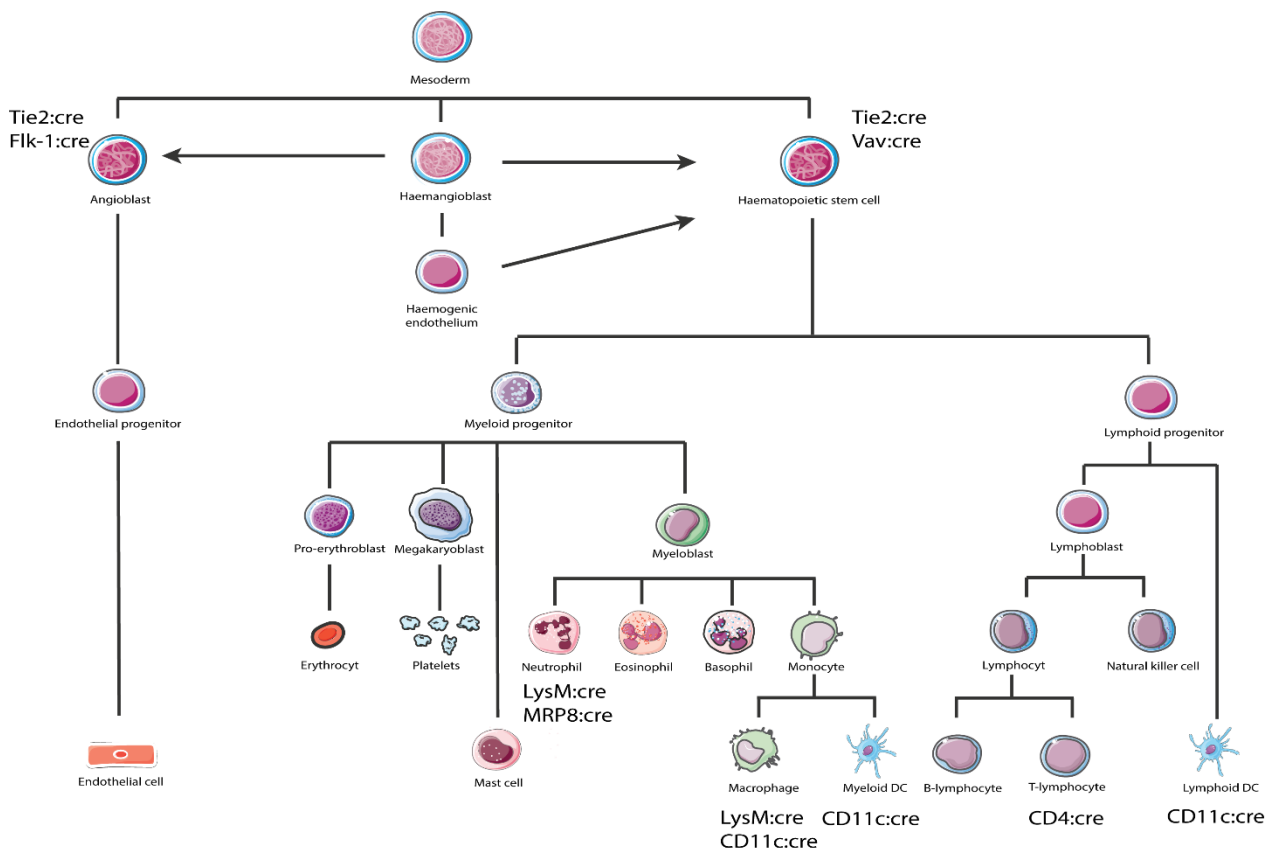 Mesoderm
Tie2:cre
Flk-1:cre
Tie2:cre
Vav:cre
Angioblast
Haemangioblast
Haematopoietic stem cell
Haemogenic
endothelium
Endothelial progenitor
Myeloid progenitor
Lymphoid progenitor
Pro-erythroblast
Megakaryoblast
Myeloblast
Lymphoblast
Erythrocyt
Platelets
Neutrophil
Eosinophil
Basophil
Monocyte
Lymphocyt
Natural killer cell
LysM:cre
MRP8:cre
Endothelial cell
Mast cell
Macrophage
Myeloid DC
B-lymphocyte
T-lymphocyte
Lymphoid DC
LysM:cre
CD11c:cre
CD11c:cre
CD4:cre
CD11c:cre